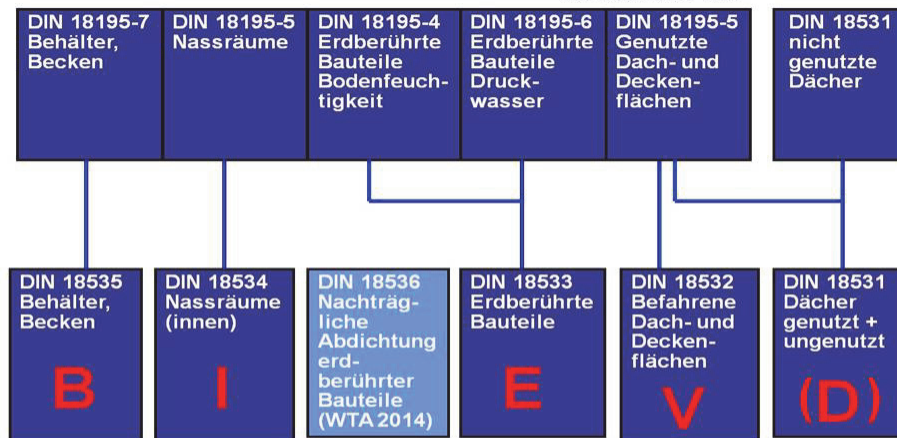 DIN 18195-7
Behälter,
Becken
DIN 18195-5
Nassräume
DIN 18195-4
Erdberührte
Bauteile
Bodenfeuch-
tigkeit
DIN 18195-6
Erdberührte
Bauteile
Druck-
wasser
DIN 18195-5
Genutzte
Dach- und
Decken-
flächen
DIN 18531
nicht
genutzte
Dächer
DIN 18535
Behälter,
Becken
B
DIN 18534
Nassräume
(innen)
I
DIN 18536
Nachträg-
liche
Abdichtung
erd-
berührter
Bauteile
(WTA 2014)
DIN 18533
Erdberührte
Bauteile
E
DIN 18532
Befahrene
Dach- und
Decken-
flächen
V
DIN 18531
Dächer
genutzt +
ungenutzt
(D)